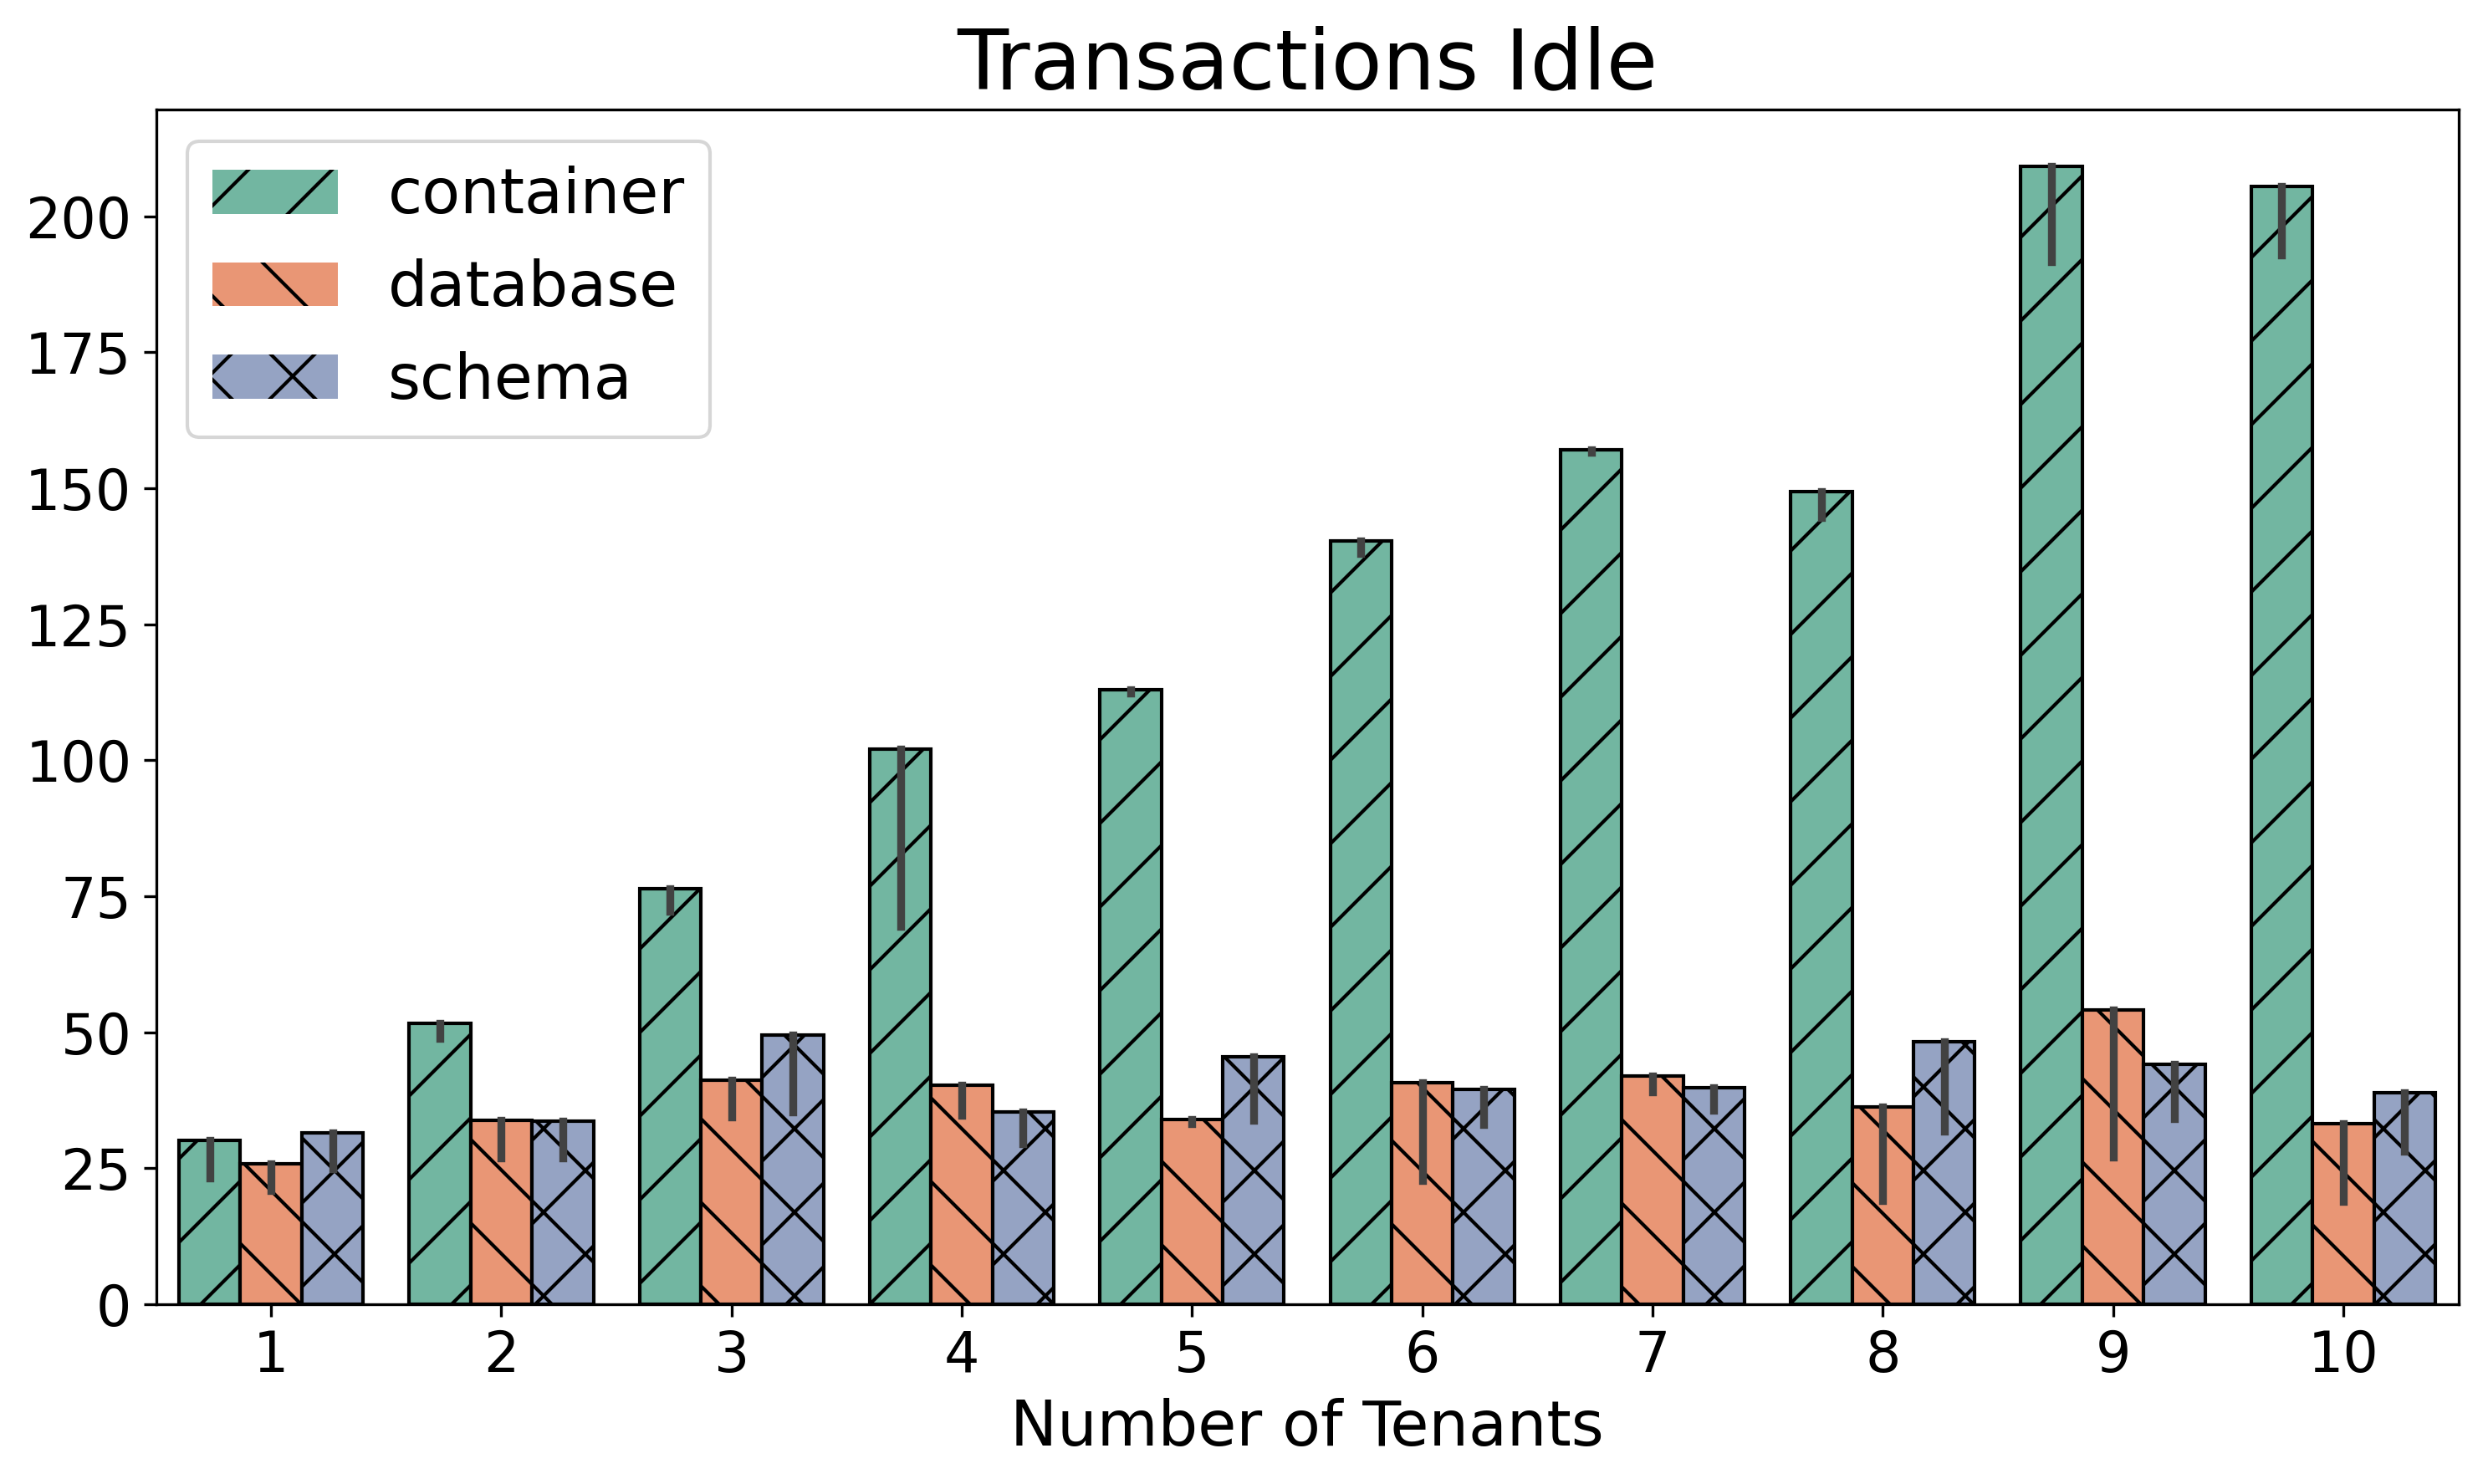 Transactions Idle
container
database
schema
200
175
150
125
100
75
50
25
0
1 2 3 4 5 6 7 8 9 10
Number of Tenants